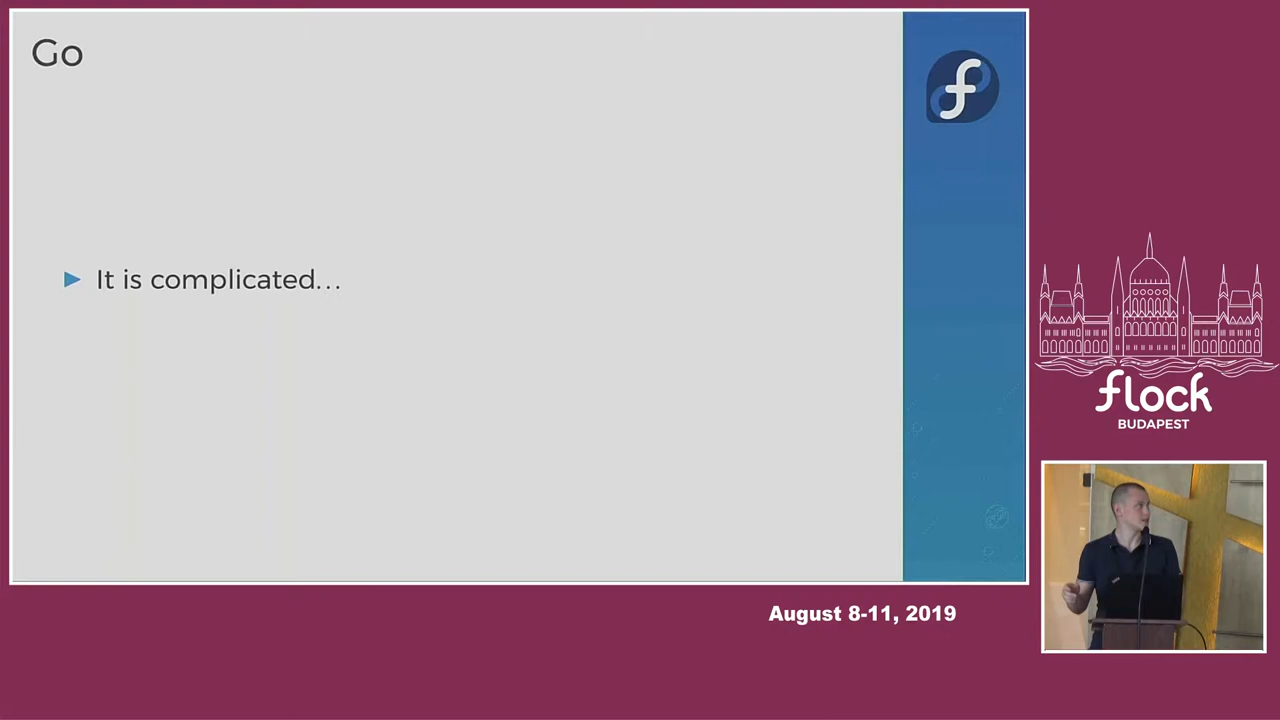 Go
It is complicated...
flock
BUDAPEST
August 8-11, 2019